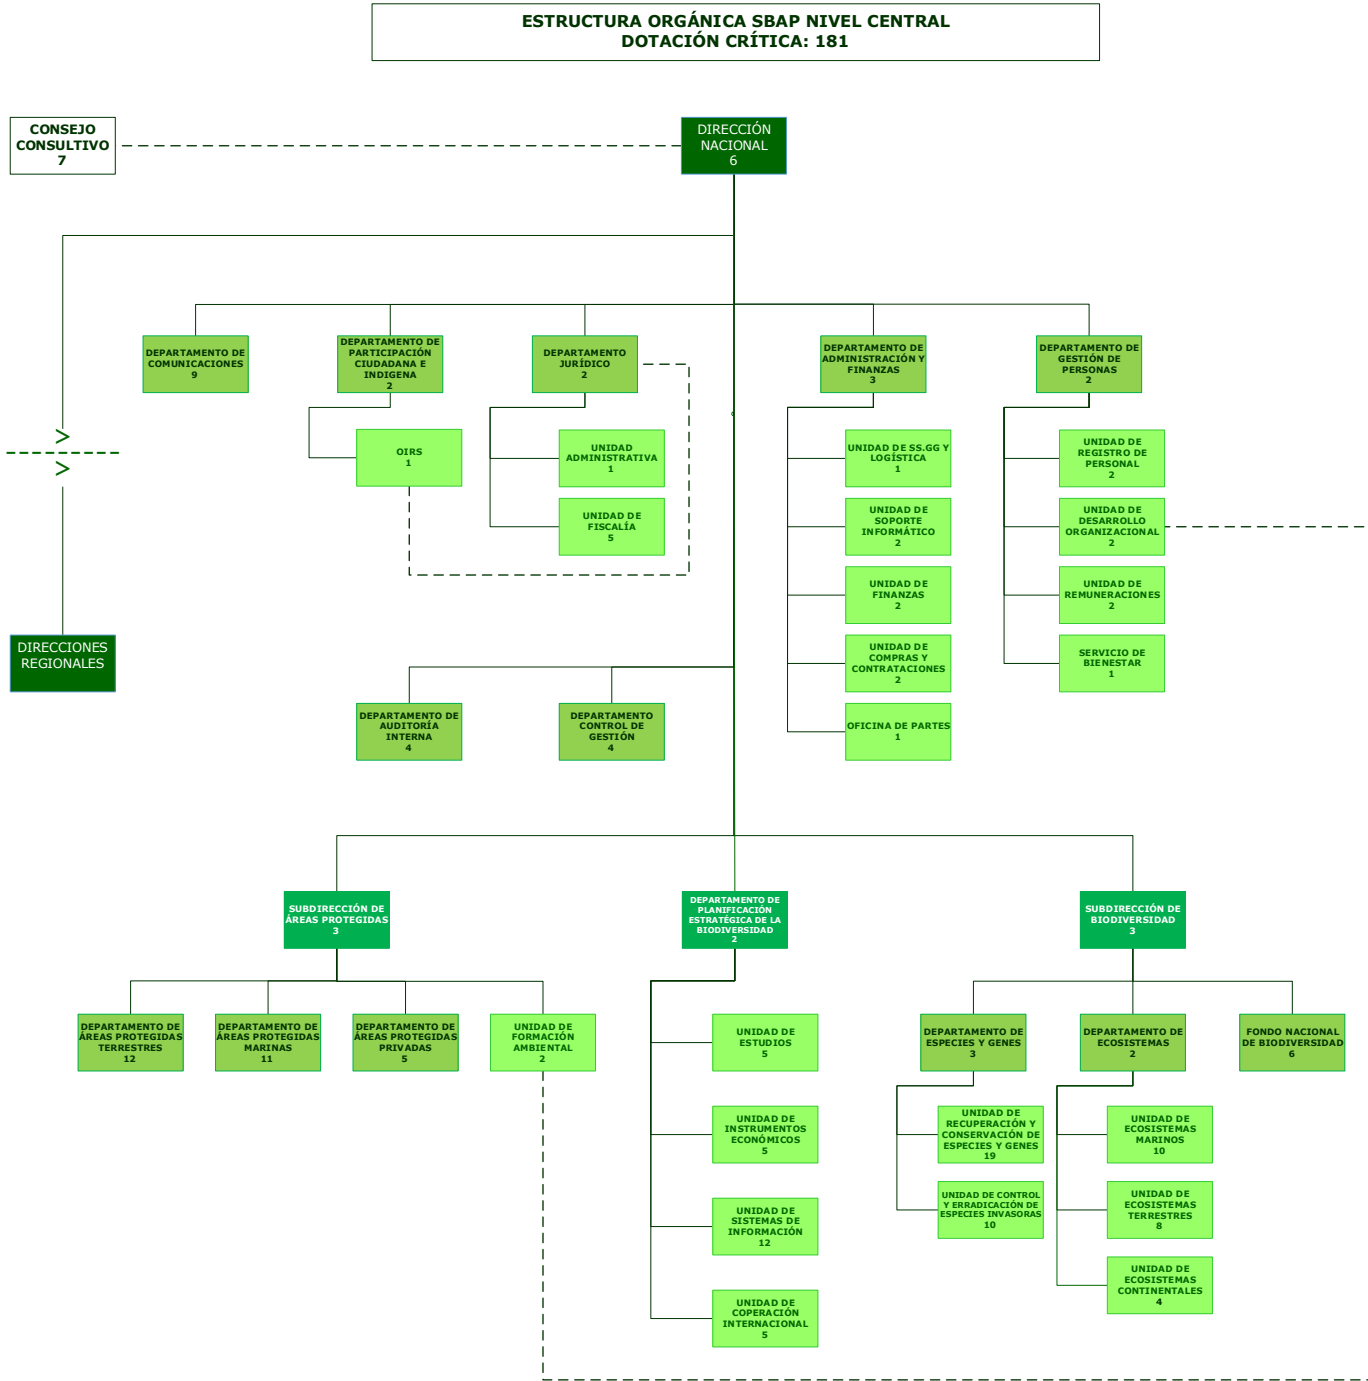 ESTRUCTURA ORGÁNICA SBAP NIVEL CENTRAL
DOTACIÓN CRÍTICA: 181
CONSEJO
CONSULTIVO
7
DIRECCIÓN
NACIONAL
6
DEPARTAMENTO DE
COMUNICACIONES
9
DEPARTAMENTO DE
PARTICIPACIÓN
CIUDADANA E
INDIGENA
2
DEPARTAMENTO
JURÍDICO
2
DEPARTAMENTO DE
ADMINISTRACIÓN Y
FINANZAS
3
DEPARTAMENTO DE
GESTIÓN DE
PERSONAS
2
OIRS
1
UNIDAD
ADMINISTRATIVA
1
UNIDAD DE
FISCALÍA
5
UNIDAD DE SS.GG Y
LOGÍSTICA
1
UNIDAD DE
SOPORTE
INFORMÁTICO
2
UNIDAD DE
FINANZAS
2
UNIDAD DE
COMPRAS Y
CONTRATACIONES
2
OFICINA DE PARTES
1
UNIDAD DE
REGISTRO DE
PERSONAL
2
UNIDAD DE
DESARROLLO
ORGANIZACIONAL
2
UNIDAD DE
REMUNERACIONES
2
SERVICIO DE
BIENESTAR
1
DIRECCIONES
REGIONALES
DEPARTAMENTO DE
AUDITORÍA
INTERNA
4
DEPARTAMENTO
CONTROL DE
GESTIÓN
4
SUBDIRECCIÓN DE
ÁREAS PROTEGIDAS
3
DEPARTAMENTO DE
PLANIFICACIÓN
ESTRATÉGICA DE LA
BIODIVERSIDAD
2
SUBDIRECCIÓN DE
BIODIVERSIDAD
3
DEPARTAMENTO DE
ÁREAS PROTEGIDAS
TERRESTRES
12
DEPARTAMENTO DE
ÁREAS PROTEGIDAS
MARINAS
11
DEPARTAMENTO DE
ÁREAS PROTEGIDAS
PRIVADAS
5
UNIDAD DE
FORMACIÓN
AMBIENTAL
2
UNIDAD DE
ESTUDIOS
5
UNIDAD DE
INSTRUMENTOS
ECONÓMICOS
5
UNIDAD DE
SISTEMAS DE
INFORMACIÓN
12
UNIDAD DE
COPERACIÓN
INTERNACIONAL
5
DEPARTAMENTO DE
ESPECIES Y GENES
3
DEPARTAMENTO DE
ECOSISTEMAS
2
FONDO NACIONAL
DE BIODIVERSIDAD
6
UNIDAD DE
RECUPERACIÓN Y
CONSERVACIÓN DE
ESPECIES Y GENES
19
UNIDAD DE CONTROL
Y ERRADICACIÓN DE
ESPECIES INVASORAS
10
UNIDAD DE
ECOSISTEMAS
MARINOS
10
UNIDAD DE
ECOSISTEMAS
TERRESTRES
8
UNIDAD DE
ECOSISTEMAS
CONTINENTALES
4